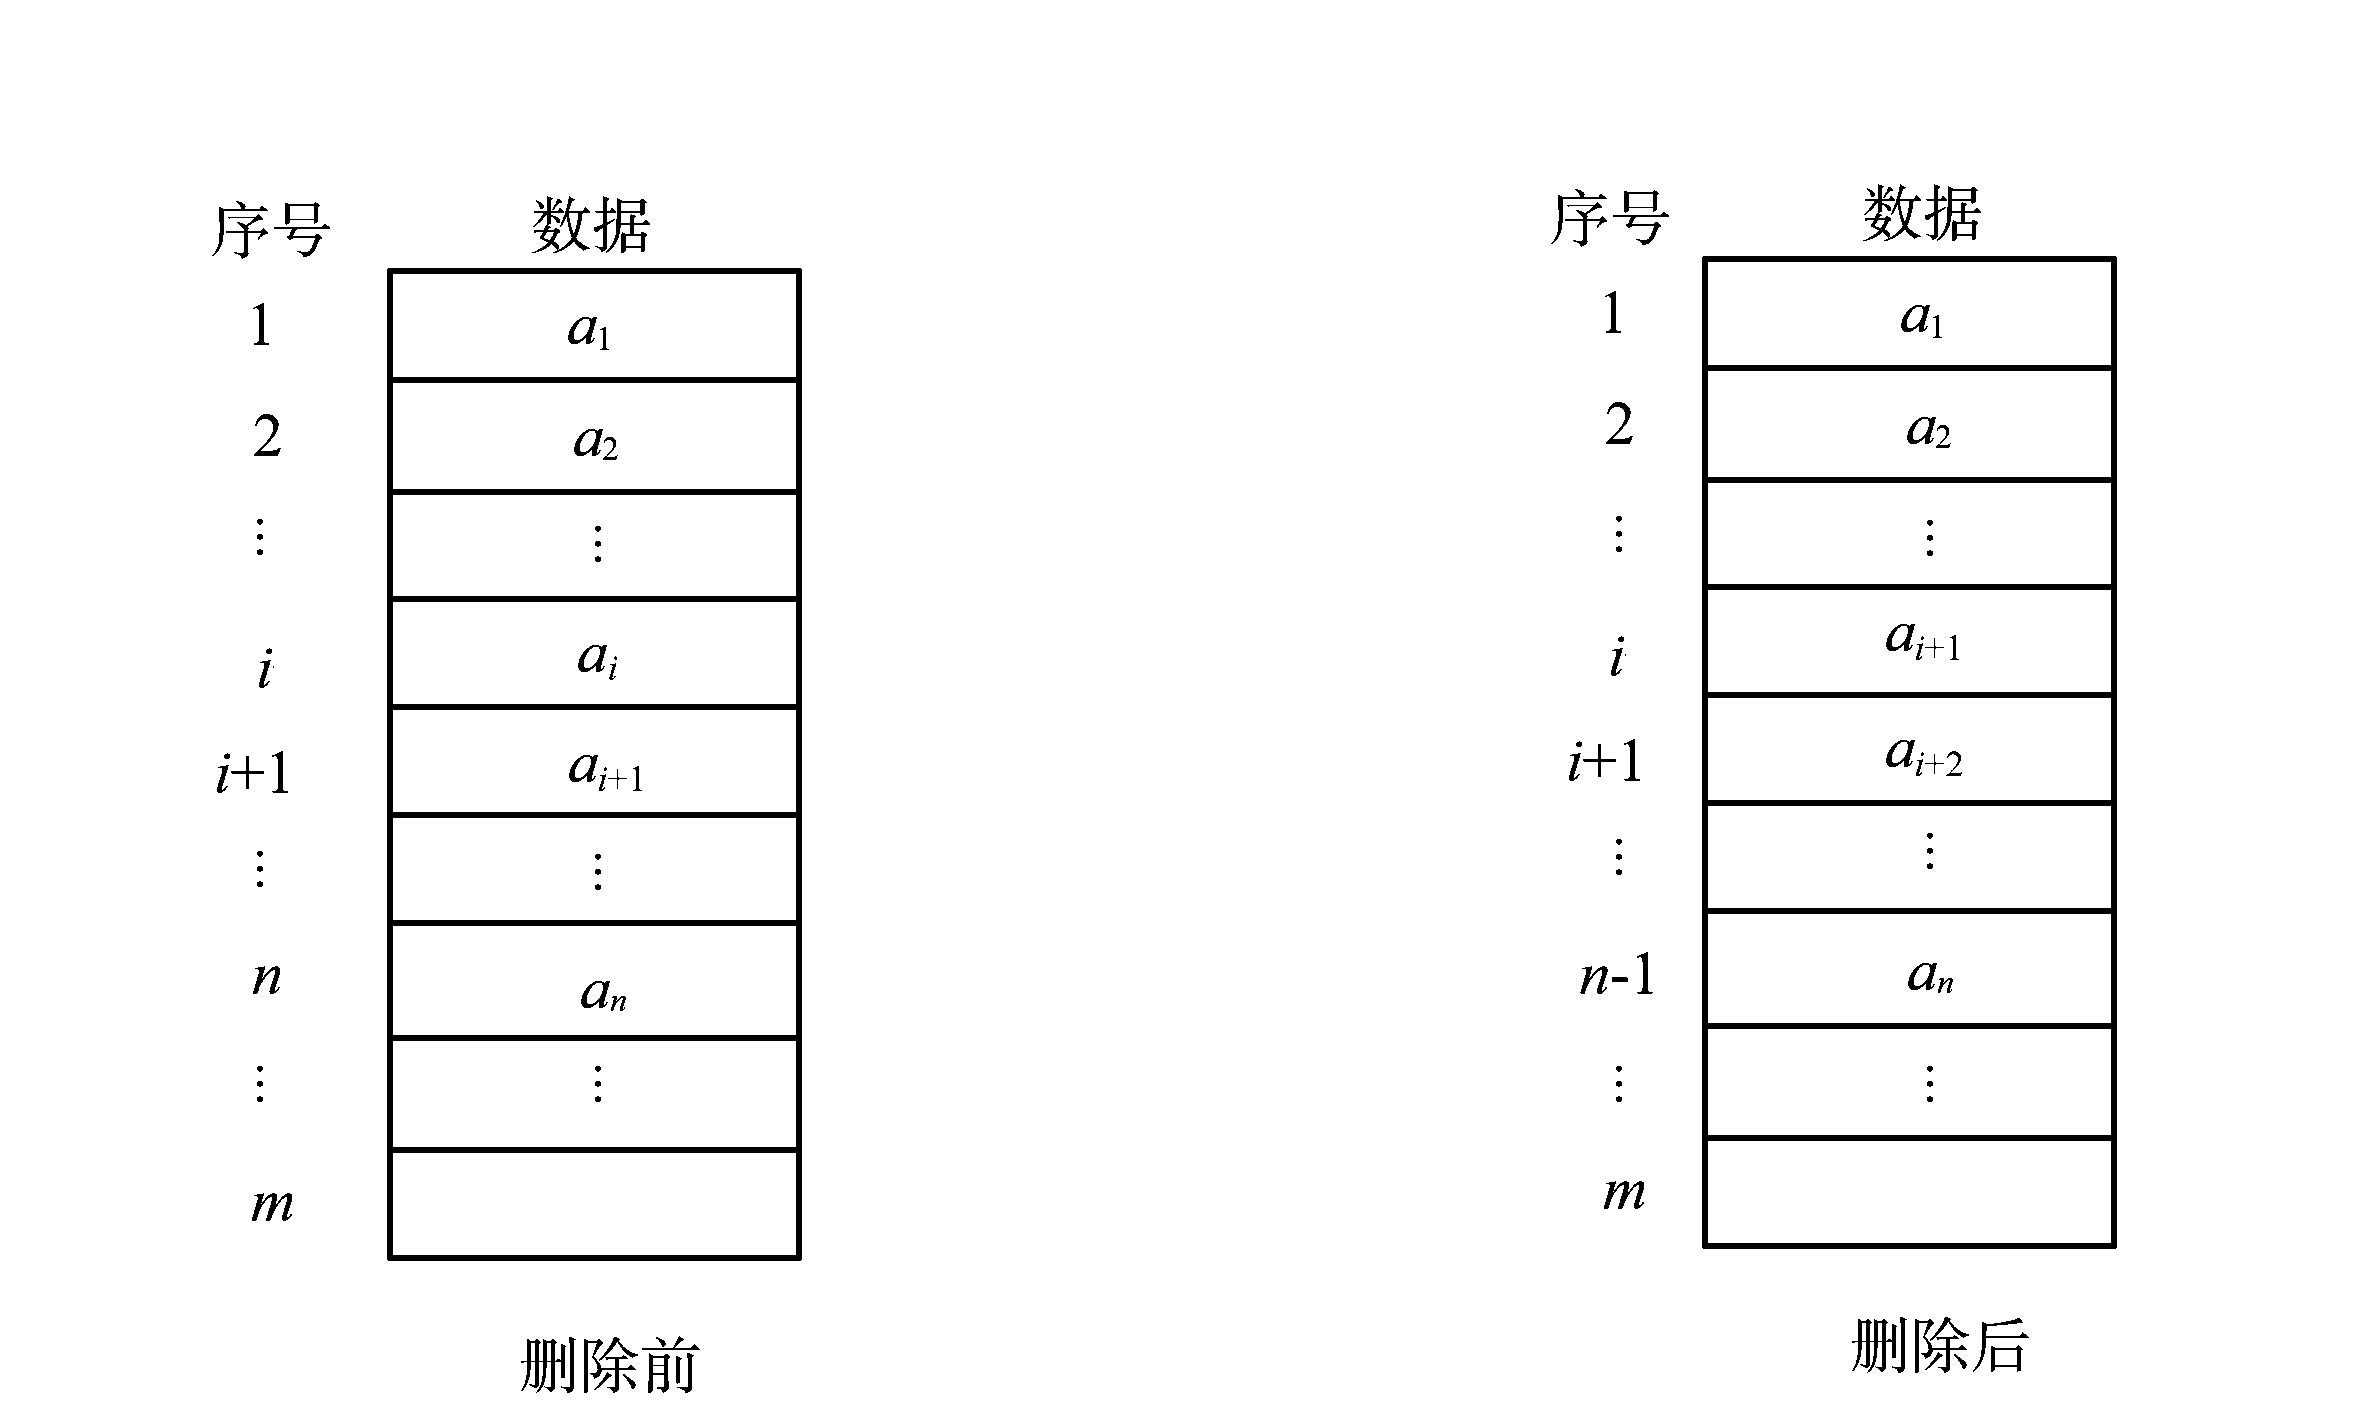 序号 数据
1 a1
2 a2
⋮ ⋮
i ai
i+1 ai+1
⋮ ⋮
n an
⋮ ⋮
m
删除前
序号 数据
1 a1
2 a2
⋮ ⋮
i ai+1
i+1 ai+2
⋮ ⋮
n-1 an
⋮ ⋮
m
删除后